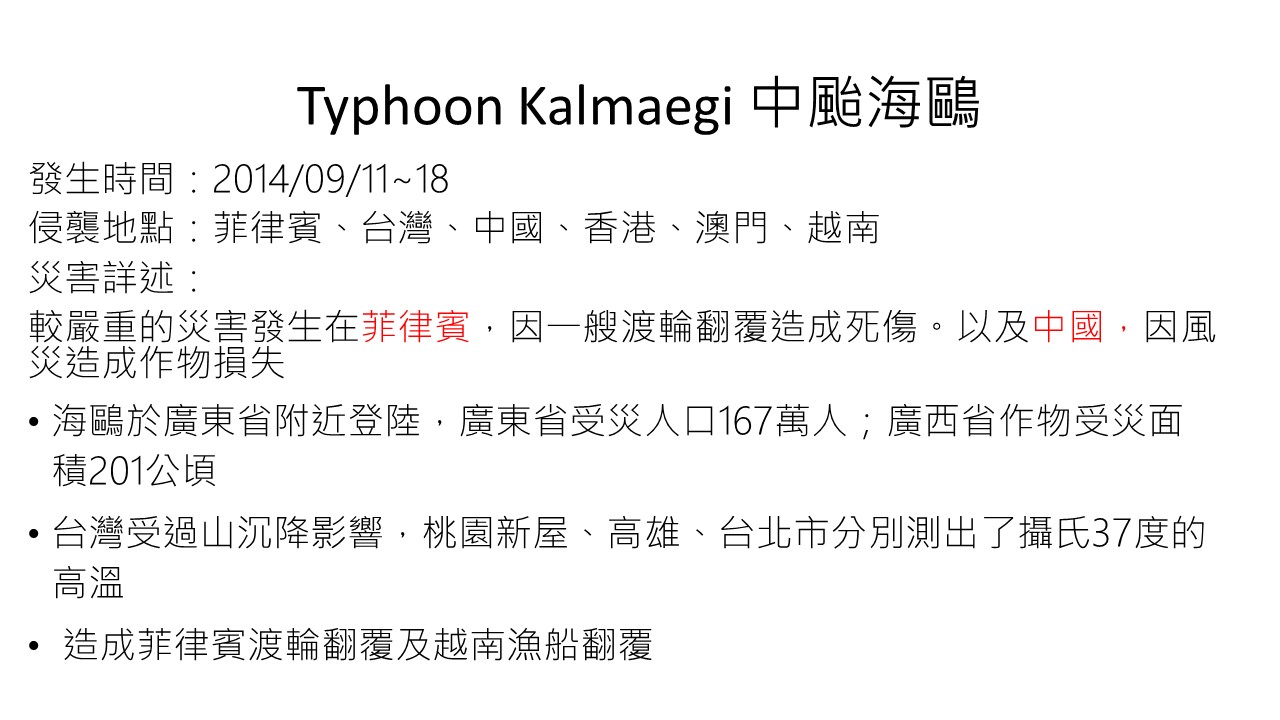 Typhoon Kalmaegi 中颱海鷗
發生時間：2014/09/11~18
侵襲地點：菲律賓、台灣、中國、香港、澳門、越南
災害詳述：
較嚴重的災害發生在菲律賓，因一艘渡輪翻覆造成死傷。以及中國，因風
災造成作物損失
• 海鷗於廣東省附近登陸，廣東省受災人口167萬人；廣西省作物受災面
積201公頃
• 台灣受過山沉降影響，桃園新屋、高雄、台北市分別測出了攝氏37度的
高溫
• 造成菲律賓渡輪翻覆及越南漁船翻覆